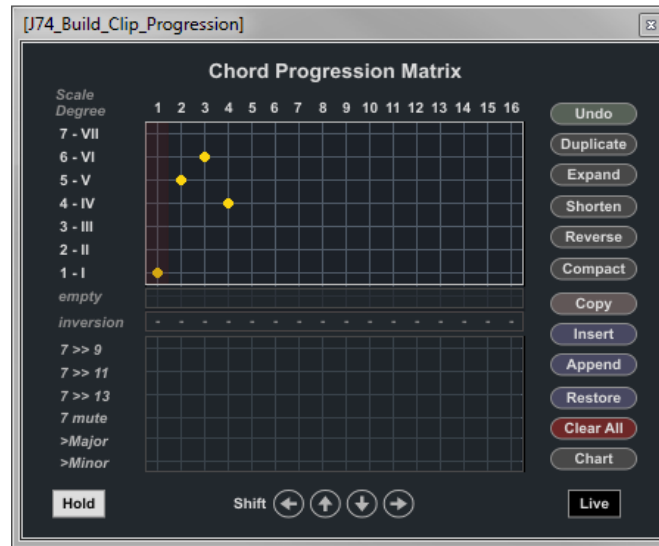 [J74_Build_Clip_Progression]
Chord Progression Matrix
Scale
Degree
1 2 3 4 5 6 7 8 9 10 11 12 13 14 15 16
7 - VII
6 - VI
5 - V
4 - IV
3 - III
2 - II
1 - I
empty
inversion - - - - - - - - - - - - - - - -
7 >> 9
7 >> 11
7 >> 13
7 mute
>Major
>Minor
Undo
Duplicate
Expand
Shorten
Reverse
Compact
Copy
Insert
Append
Restore
Clear All
Chart
Hold
Shift
Live